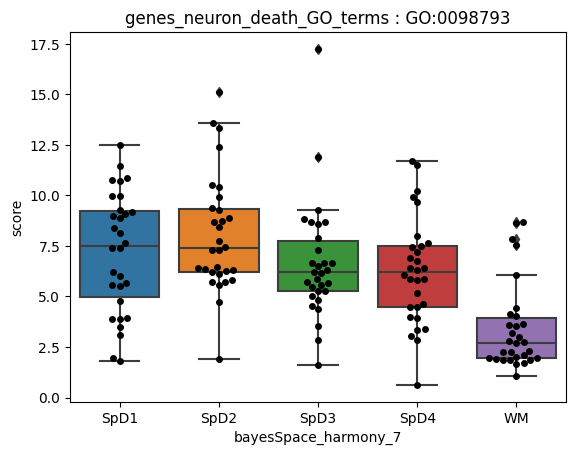 genes_neuron_death_GO_terms : GO:0098793
17.5
15.0
12.5
10.0
7.5
5.0
2.5
0.0
score
SpD1 SpD2 SpD3 SpD4 WM
bayesSpace_harmony_7